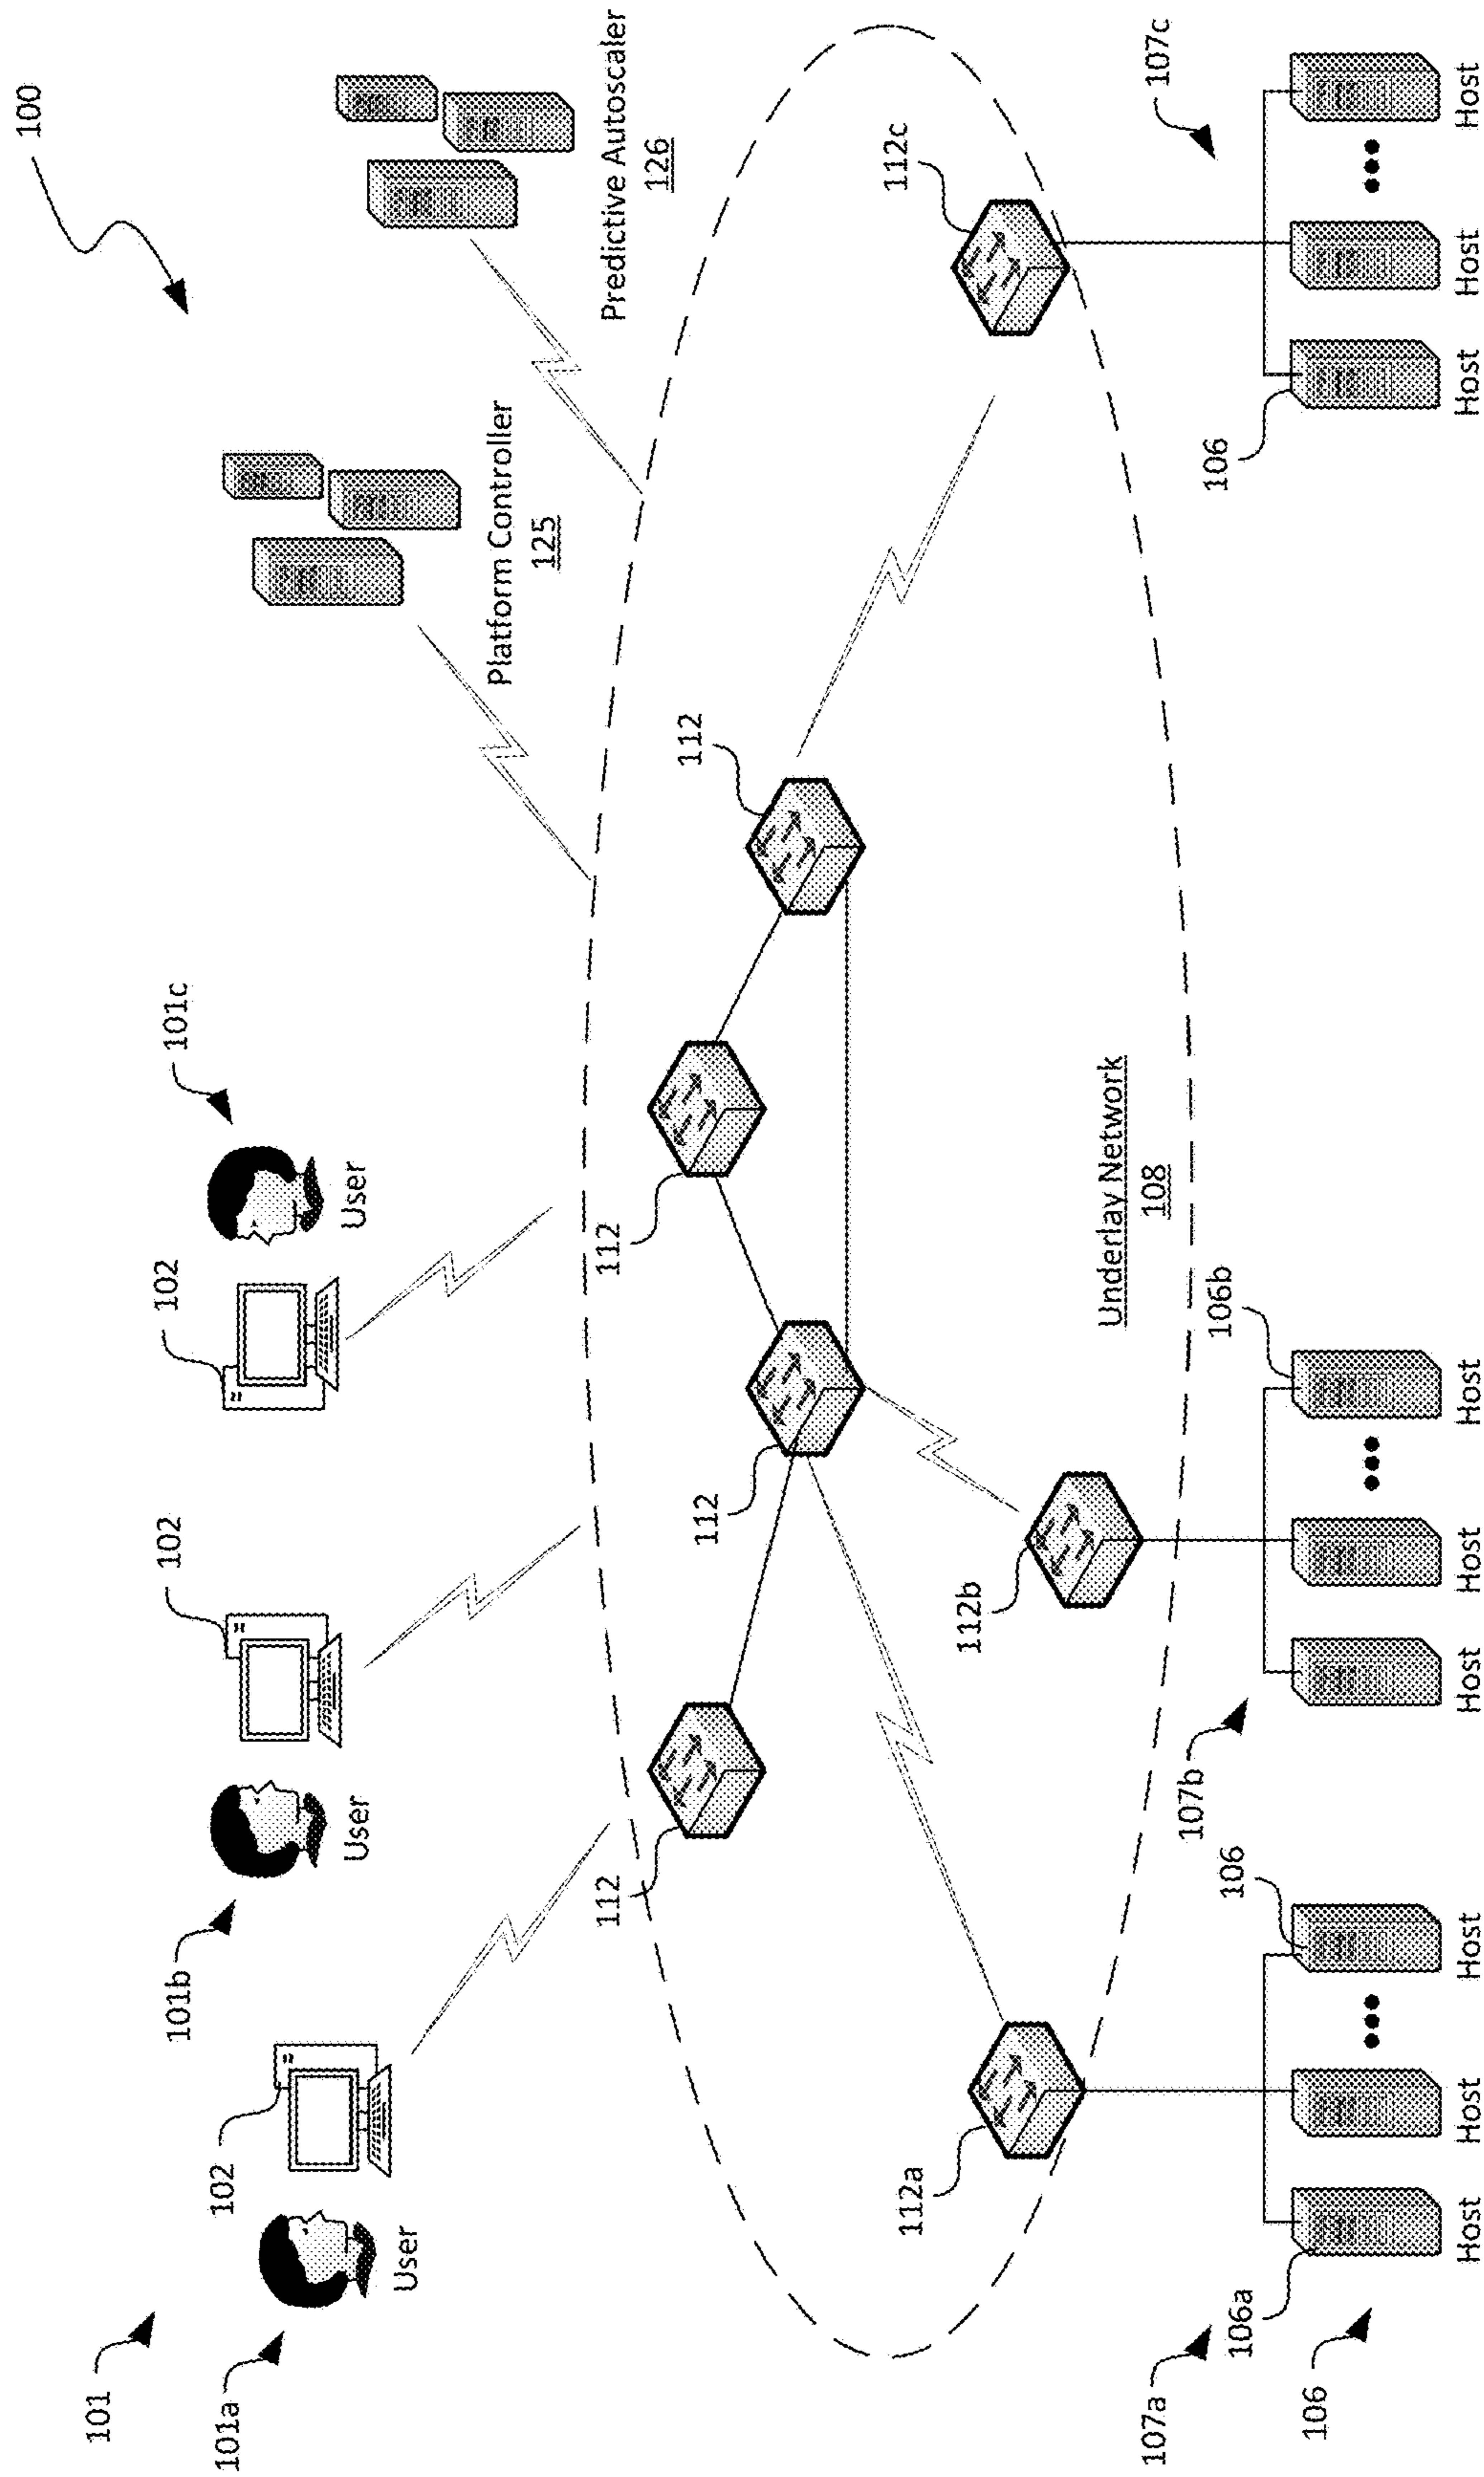 100
101
101a
102
User
101b
102
User
102
101c
User
Platform Controller
125
Predictive Autoscaler
126
112
112
112
112
112a
112b
112c
Underlay Network
108
107a
106a
106
106
107b
106b
106
107c
Host
Host
Host
Host
Host
Host
Host
Host
Host